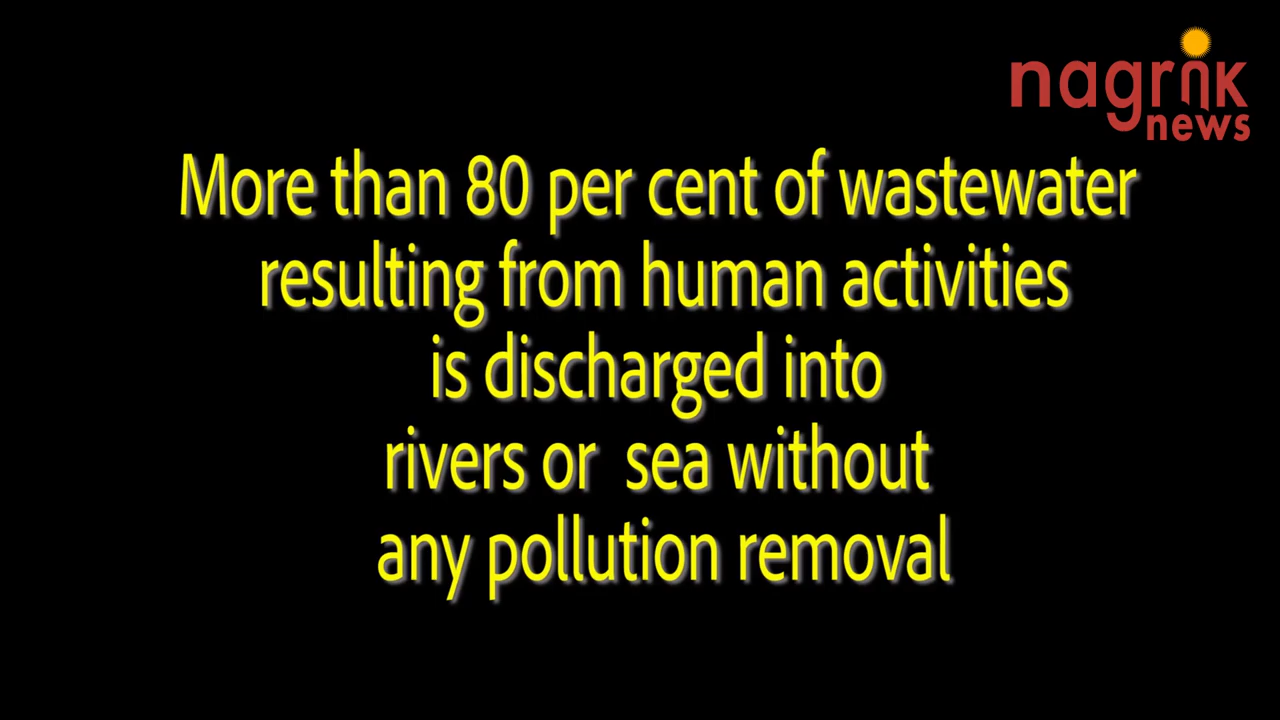 nagrik
news
More than 80 per cent of wastewater
resulting from human activities
is discharged into
rivers or sea without
any pollution removal